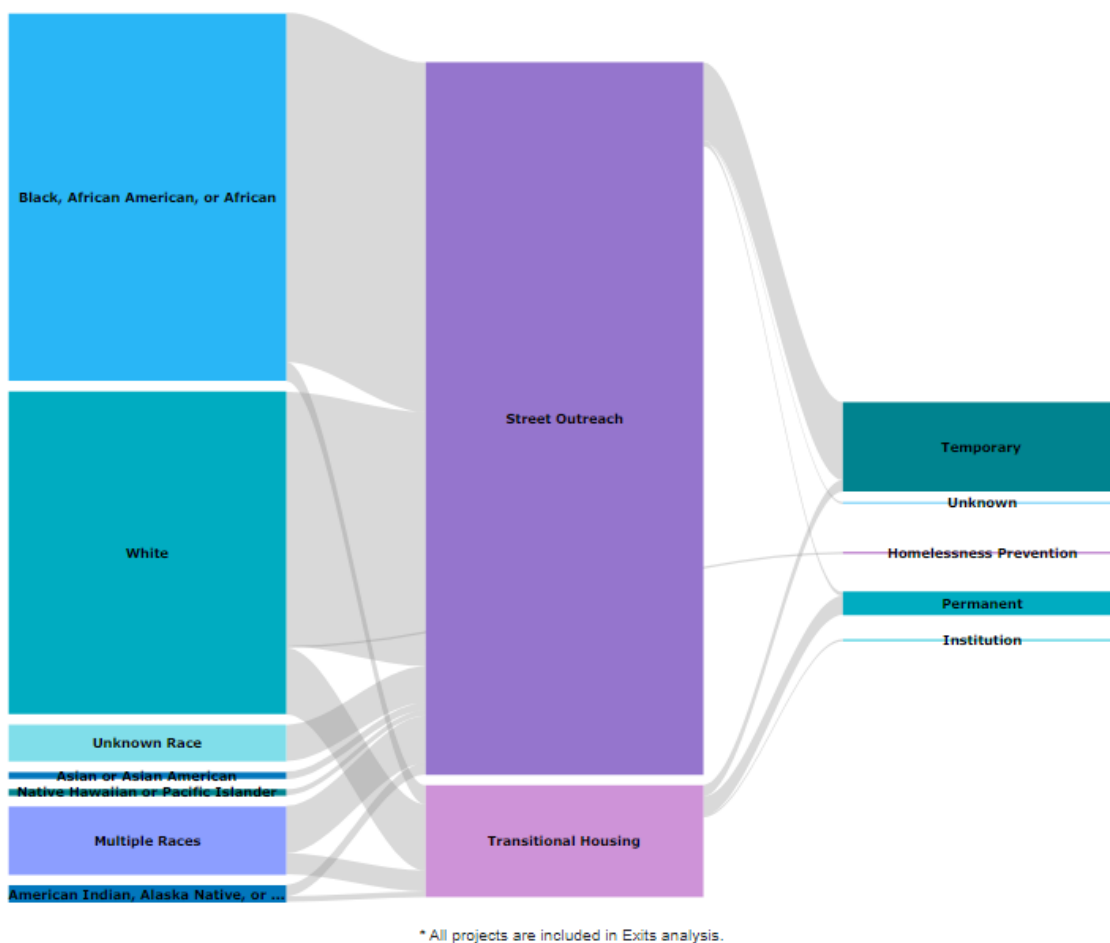 Black, African American, or African
White
Unknown Race
Asian or Asian American
Native Hawaiian or Pacific Islander
Multiple Races
American Indian, Alaska Native, or ...
Street Outreach
Transitional Housing
Temporary
Unknown
Homelessness Prevention
Permanent
Institution
* All projects are included in Exits analysis.